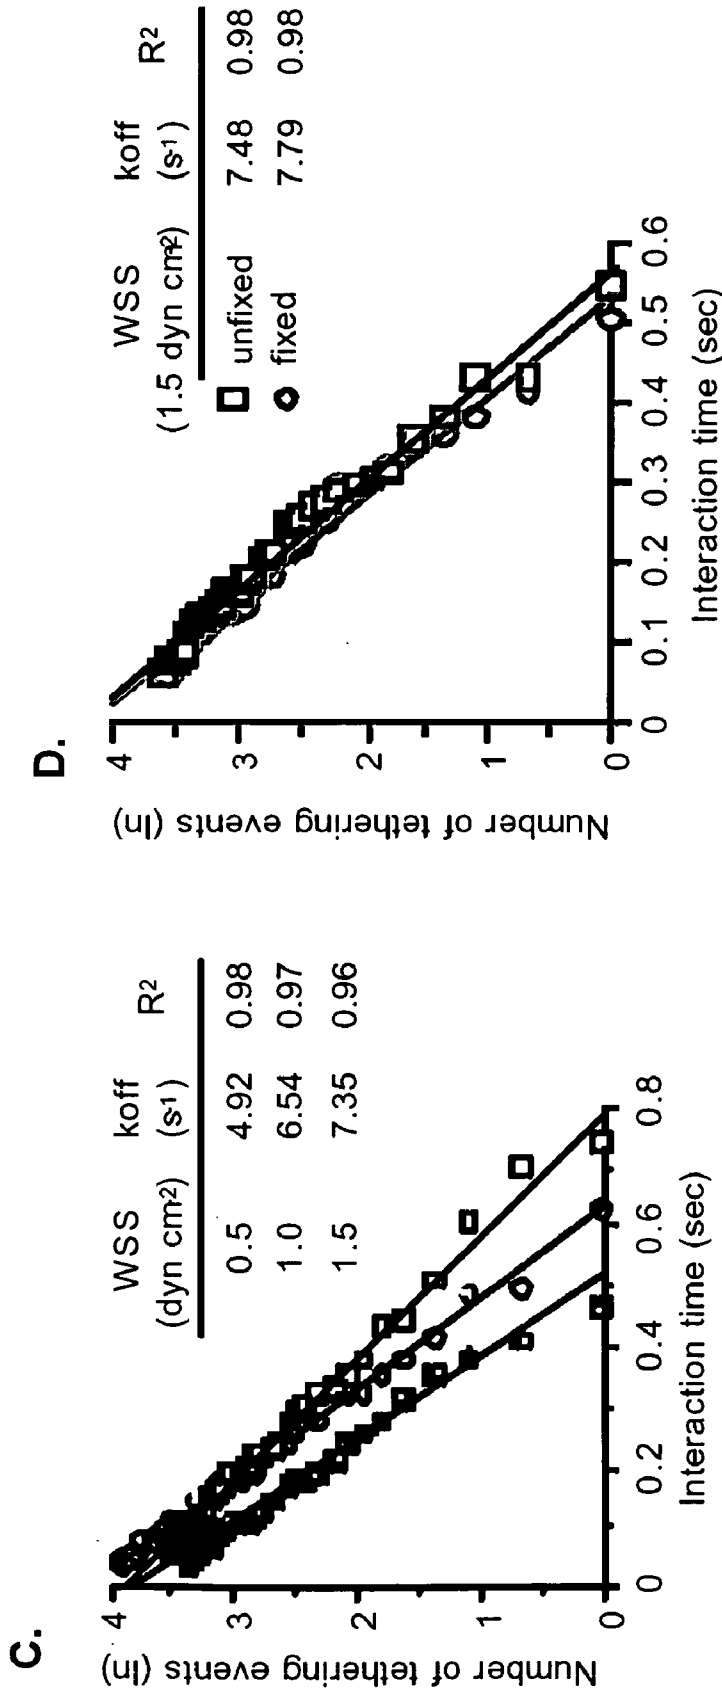 C.
WSS koff R²
(dyn cm-2) (s-1)
0.5 4.92 0.98
1.0 6.54 0.97
1.5 7.35 0.96
Number of tethering events (ln)
4
3
2
1
0
0 0.2 0.4 0.6 0.8
Interaction time (sec)
D.
WSS koff R²
(1.5 dyn cm-2) (s-1)
unfixed 7.48 0.98
fixed 7.79 0.98
Number of tethering events (ln)
4
3
2
1
0
0 0.1 0.2 0.3 0.4 0.5 0.6
Interaction time (sec)